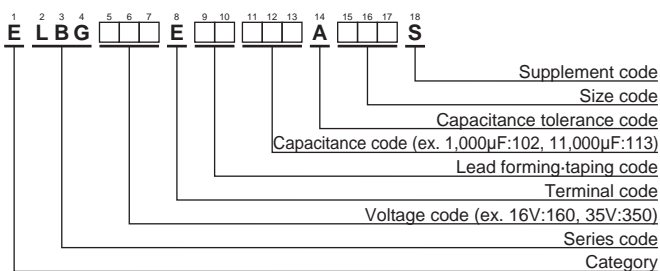 1 2 3 4 5 6 7 8 9 10 11 12 13 14 15 16 17 18
E L B G E A S
Supplement code
Size code
Capacitance tolerance code
Capacitance code (ex. 1,000µF:102, 11,000µF:113)
Lead forming·taping code
Terminal code
Voltage code (ex. 16V:160, 35V:350)
Series code
Category